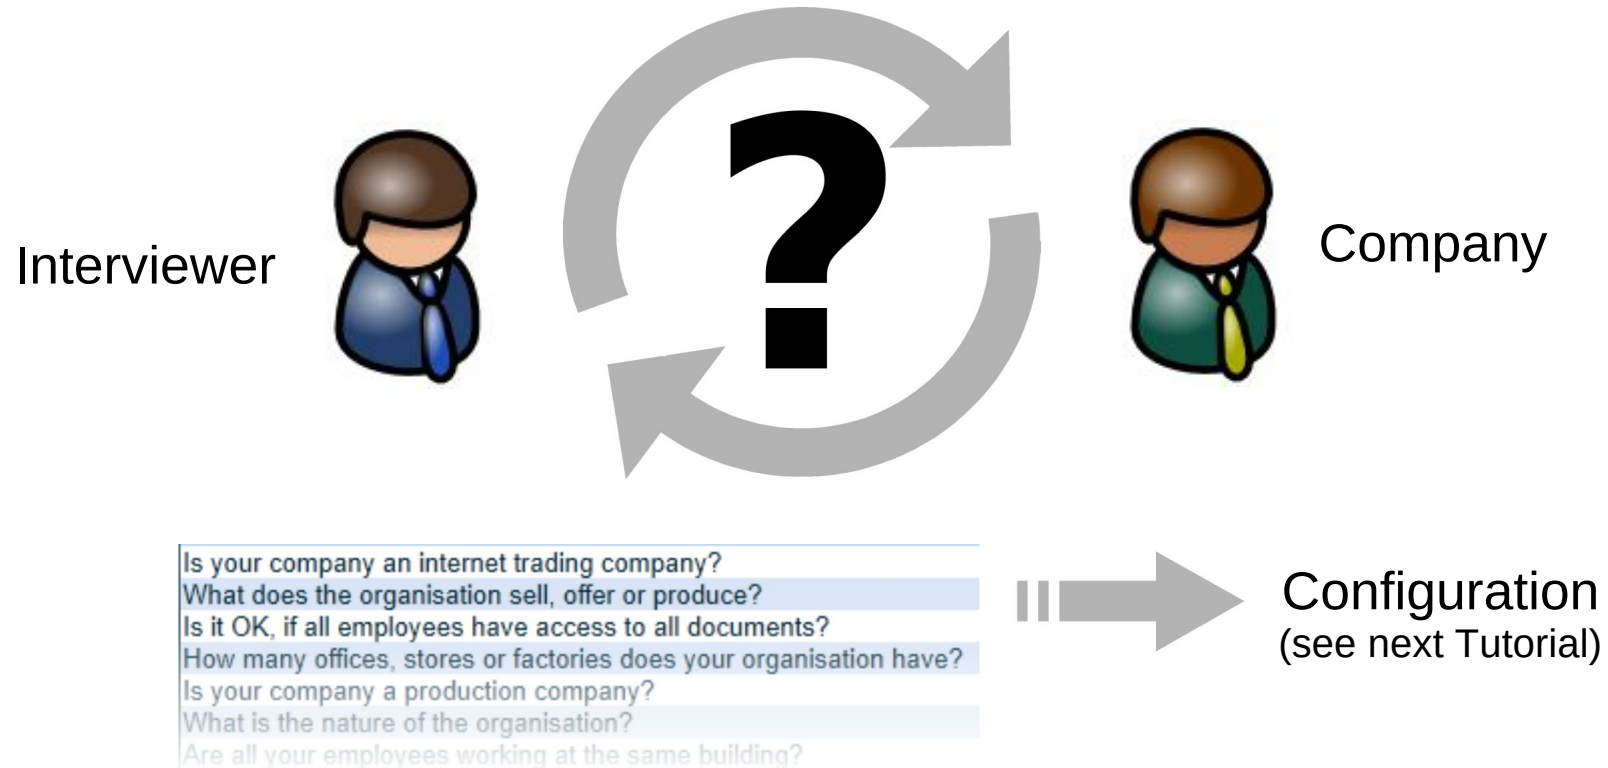 ?
Interviewer
Company
Is your company an internet trading company?
What does the organisation sell, offer or produce?
Is it OK, if all employees have access to all documents?
How many offices, stores or factories does your organisation have?
Is your company a production company?
What is the nature of the organisation?
Are all your employees working at the same building?
Configuration
(see next Tutorial)